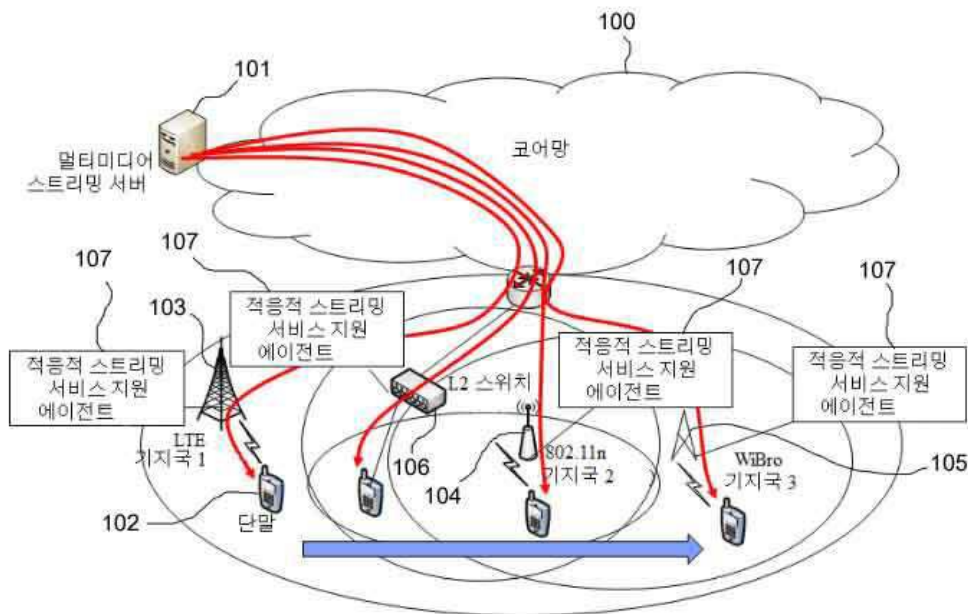 100
101
코어망
멀티미디어
스트리밍 서버
107
107
107
107
103
적응적 스트리밍
서비스 지원
에이전트
적응적 스트리밍
서비스 지원
에이전트
적응적 스트리밍
서비스 지원
에이전트
적응적 스트리밍
서비스 지원
에이전트
L2 스위치
LTE
기지국 1
106
104
802.11n
기지국 2
WiBro
기지국 3
105
102
단말